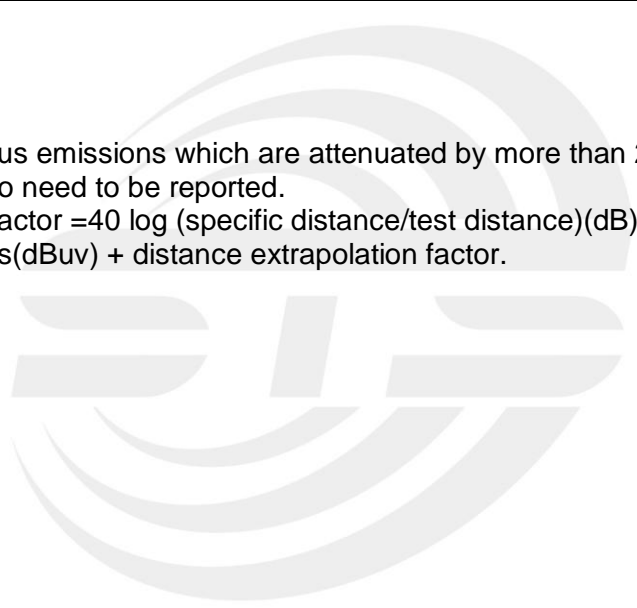 us emissions which are attenuated by more than 2
o need to be reported.
actor =40 log (specific distance/test distance)(dB)
s(dBuv) + distance extrapolation factor.